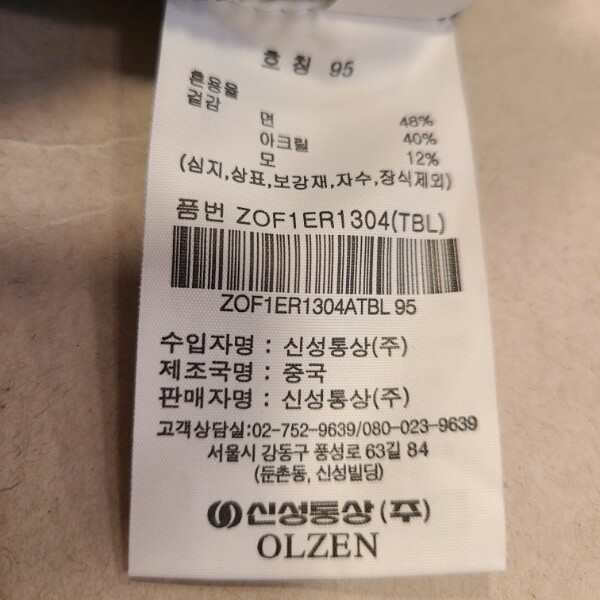 호칭 95
혼용율
겉감
면 48%
아크릴 40%
모 12%
(심지,상표,보강재,자수,장식제외)
품번 ZOF1ER1304(TBL)
ZOF1ER1304ATBL 95
수입자명 : 신성통상(주)
제조국명 : 중국
판매자명 : 신성통상(주)
고객상담실:02-752-9639/080-023-9639
서울시 강동구 풍성로 63길 84
(둔촌동, 신성빌딩)
신성통상(주)
OLZEN